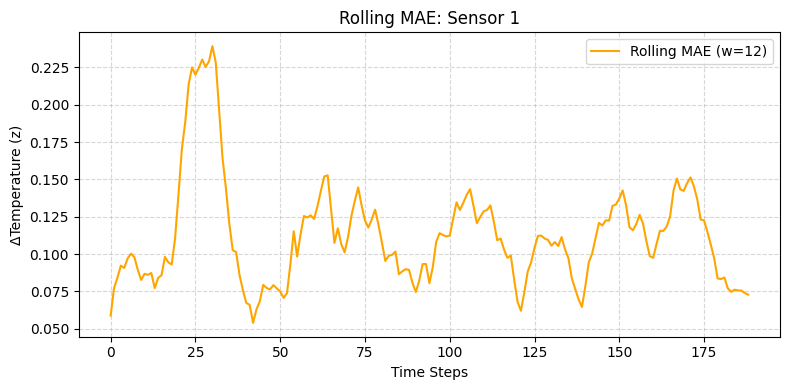 Rolling MAE: Sensor 1
Rolling MAE (w=12)
ΔTemperature (z)
0.225
0.200
0.175
0.150
0.125
0.100
0.075
0.050
0 25 50 75 100 125 150 175
Time Steps